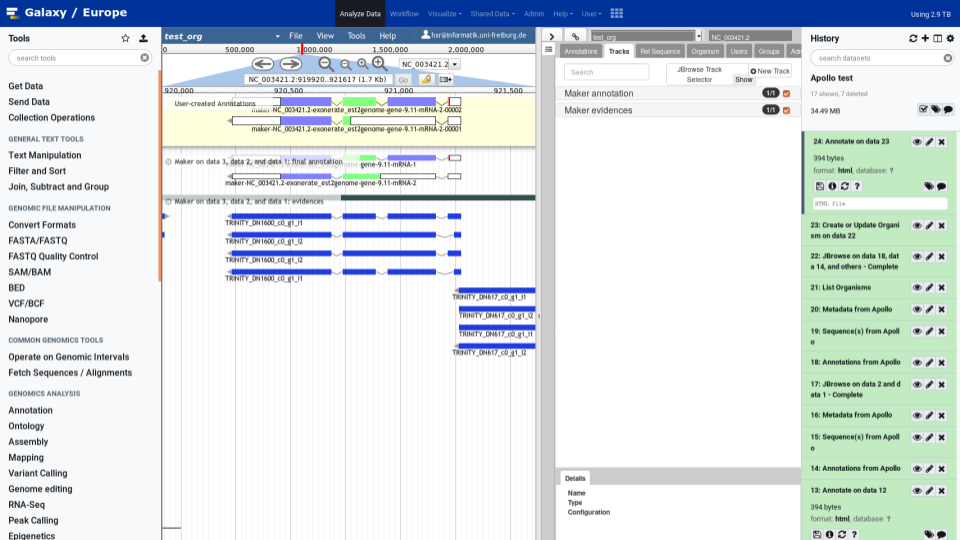 Galaxy / Europe
Analyze Data
Workflow
Visualize
Shared Data
Admin
Help
User
Using 2.9 TB
Tools
search tools
Get Data
Send Data
Collection Operations
GENERAL TEXT TOOLS
Text Manipulation
Filter and Sort
Join, Subtract and Group
GENOMIC FILE MANIPULATION
Convert Formats
FASTA/FASTQ
FASTQ Quality Control
SAM/BAM
BED
VCF/BCF
Nanopore
COMMON GENOMICS TOOLS
Operate on Genomic Intervals
Fetch Sequences / Alignments
GENOMICS ANALYSIS
Annotation
Ontology
Assembly
Mapping
Variant Calling
Genome editing
RNA-Seq
Peak Calling
Epigenetics
test_org
File
View
Tools
Help
hxr@informatik.uni-freiburg.de
0 500,000 1,000,000 1,500,000 2,000,000
NC_003421.2
NC_003421.2:919920..921617 (1.7 Kb)
Go
920,000 920,500 921,000 921,500
User-created Annotations
maker-NC_003421.2-exonerate_est2genome-gene-9.11-mRNA-2-00002
maker-NC_003421.2-exonerate_est2genome-gene-9.11-mRNA-2-00001
Maker on data 3, data 2, and data 1: final annotation
gene-9.11-mRNA-1
maker-NC_003421.2-exonerate_est2genome-gene-9.11-mRNA-2
Maker on data 3, data 2, and data 1: evidences
TRINITY_DN1600_c0_g1_i1
TRINITY_DN1600_c0_g1_i2
TRINITY_DN1600_c0_g1_i2
TRINITY_DN1600_c0_g1_i1
TRINITY_DN617_c0_g1_i1
TRINITY_DN617_c0_g1_i2
TRINITY_DN617_c0_g1_i1
TRINITY_DN617_c0_g1_i2
test_org
NC_003421.2
Annotations
Tracks
Ref Sequence
Organism
Users
Groups
Adn
Search
JBrowse Track
Selector
Show
New Track
Maker annotation
1/1
Maker evidences
1/1
Details
Name
Type
Configuration
History
search datasets
Apollo test
17 shown, 7 deleted
34.49 MB
24: Annotate on data 23
394 bytes
format: html, database: ?
HTML file
23: Create or Update Organi
sm on data 22
22: JBrowse on data 18, dat
a 14, and others - Complete
21: List Organisms
20: Metadata from Apollo
19: Sequence(s) from Apoll
o
18: Annotations from Apollo
17: JBrowse on data 2 and d
ata 1 - Complete
16: Metadata from Apollo
15: Sequence(s) from Apoll
o
14: Annotations from Apollo
13: Annotate on data 12
394 bytes
format: html, database: ?